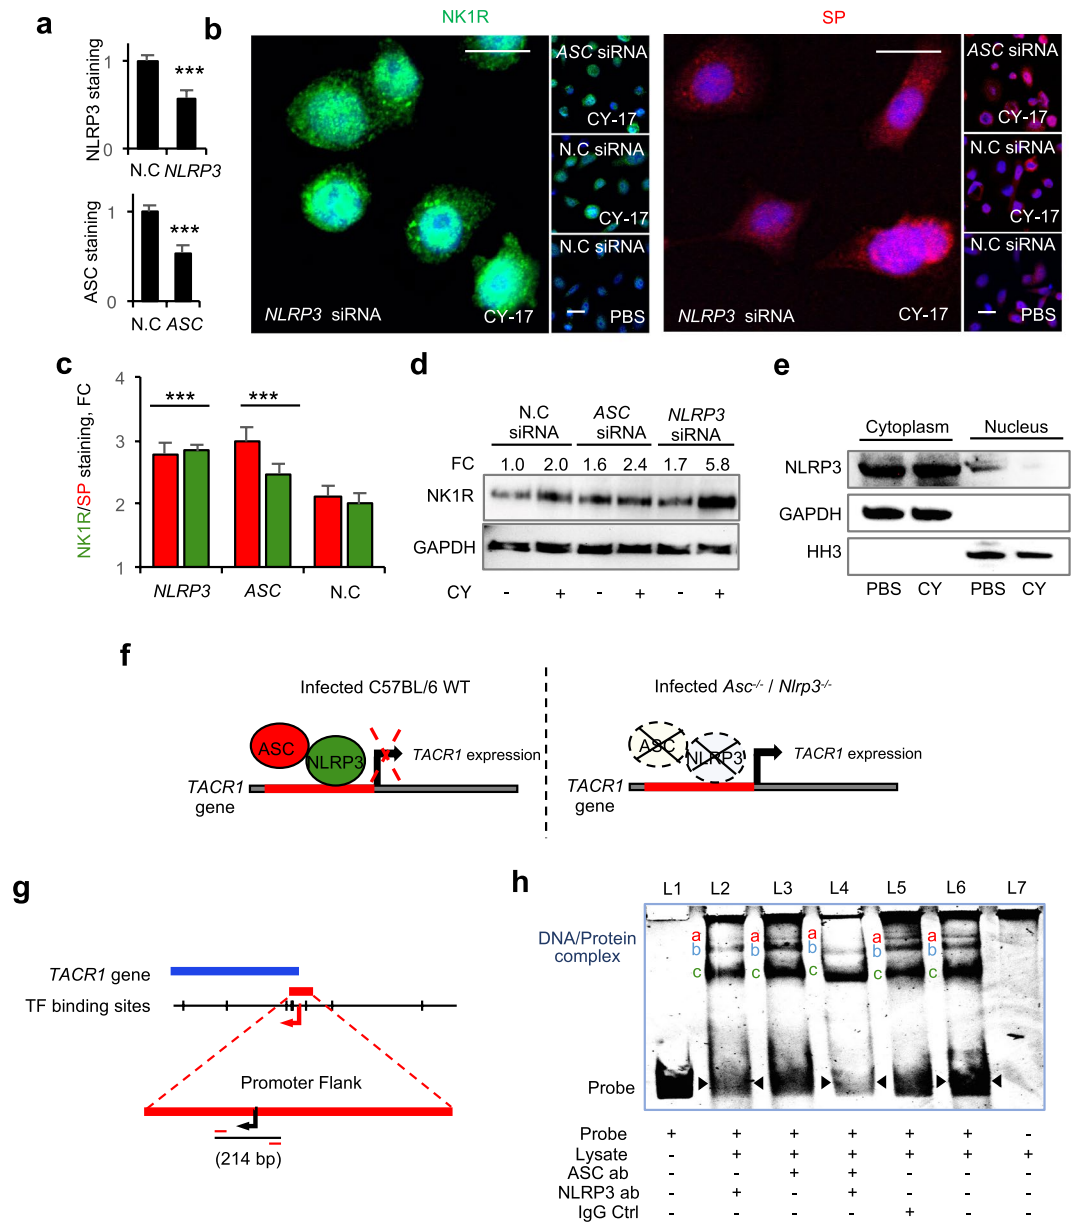 a
NLRP3 staining
1
***
0
N.C NLRP3
ASC staining
1
***
0
N.C ASC
b
NK1R
SP
NLRP3 siRNA
CY-17
ASC siRNA
CY-17
N.C siRNA
CY-17
N.C siRNA
PBS
NLRP3 siRNA
CY-17
ASC siRNA
CY-17
N.C siRNA
CY-17
N.C siRNA
PBS
c
NK1R/SP staining, FC
4
3
2
1
*** ***
NLRP3 ASC N.C
d
N.C siRNA
ASC siRNA
NLRP3 siRNA
FC 1.0 2.0 1.6 2.4 1.7 5.8
NK1R
GAPDH
CY - + - + - +
e
Cytoplasm Nucleus
NLRP3
GAPDH
HH3
PBS CY PBS CY
f
Infected C57BL/6 WT
ASC
NLRP3
TACR1 expression
TACR1 gene
Infected Asc-/- / Nlrp3-/-
ASC
NLRP3
TACR1 expression
TACR1 gene
g
TACR1 gene
TF binding sites
Promoter Flank
(214 bp)
h
L1 L2 L3 L4 L5 L6 L7
DNA/Protein complex
a a a a
b b b b
c c c c
Probe
Probe + + + + + + -
Lysate - + + + + + +
ASC ab - - + + - - -
NLRP3 ab - + - + - - -
IgG Ctrl - - - - + - -